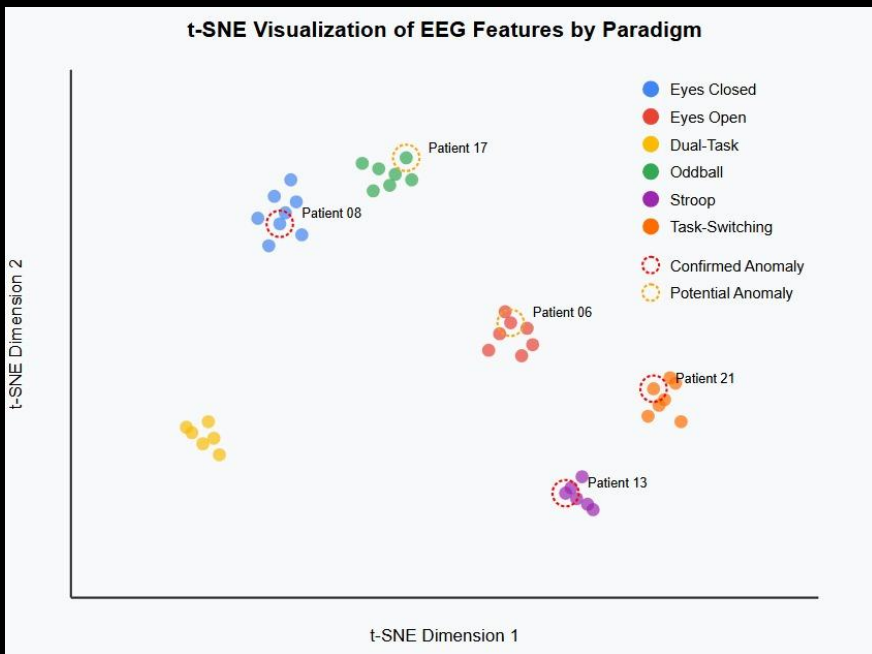 t-SNE Visualization of EEG Features by Paradigm
Eyes Closed
Eyes Open
Dual-Task
Oddball
Stroop
Task-Switching
Confirmed Anomaly
Potential Anomaly
Patient 17
Patient 08
Patient 06
Patient 21
Patient 13
t-SNE Dimension 2
t-SNE Dimension 1